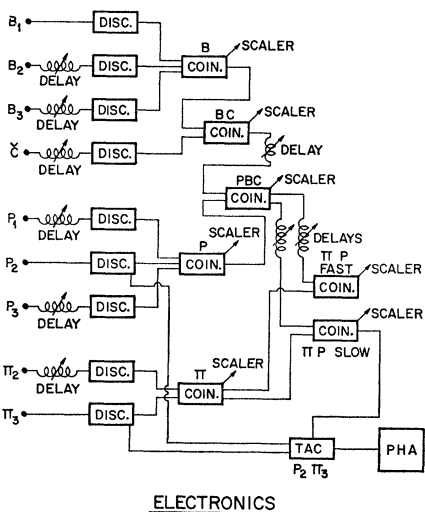 B₁ DISC.
B SCALER
B₂ DELAY DISC. COIN.
B₃ DELAY DISC. BC SCALER
COIN.
Č DELAY DISC. DELAY
PBC SCALER
COIN.
P₁ DELAY DISC. SCALER DELAYS
P π P
FAST SCALER
P₂ DISC. COIN.
COIN.
P₃ DELAY DISC. SCALER
COIN.
π P SLOW
π₂ DELAY DISC. π SCALER
COIN.
π₃ DISC.
TAC PHA
P₂ π₃
ELECTRONICS